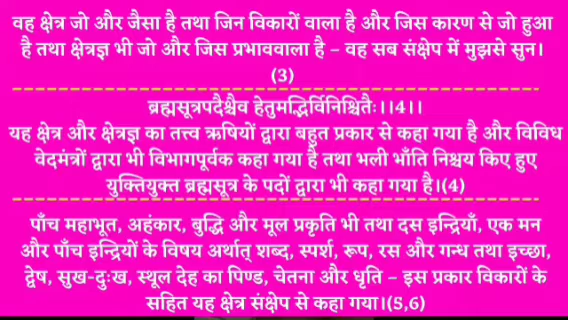 वह क्षेत्र जो और जैसा है तथा जिन विकारों वाला है और जिस कारण से जो हुआ
है तथा क्षेत्रज्ञ भी जो और जिस प्रभाववाला है – वह सब संक्षेप में मुझसे सुन।
(3)
ब्रह्मसूत्रपदैश्चैव हेतुमद्भिर्विनिश्चितैः।।4।।
यह क्षेत्र और क्षेत्रज्ञ का तत्त्व ऋषियों द्वारा बहुत प्रकार से कहा गया है और विविध
वेदमंत्रों द्वारा भी विभागपूर्वक कहा गया है तथा भली भाँति निश्चय किए हुए
युक्तियुक्त ब्रह्मसूत्र के पदों द्वारा भी कहा गया है।(4)
पाँच महाभूत, अहंकार, बुद्धि और मूल प्रकृति भी तथा दस इन्द्रियाँ, एक मन
और पाँच इन्द्रियों के विषय अर्थात् शब्द, स्पर्श, रूप, रस और गन्ध तथा इच्छा,
द्वेष, सुख-दुःख, स्थूल देह का पिण्ड, चेतना और धृति – इस प्रकार विकारों के
सहित यह क्षेत्र संक्षेप से कहा गया।(5,6)